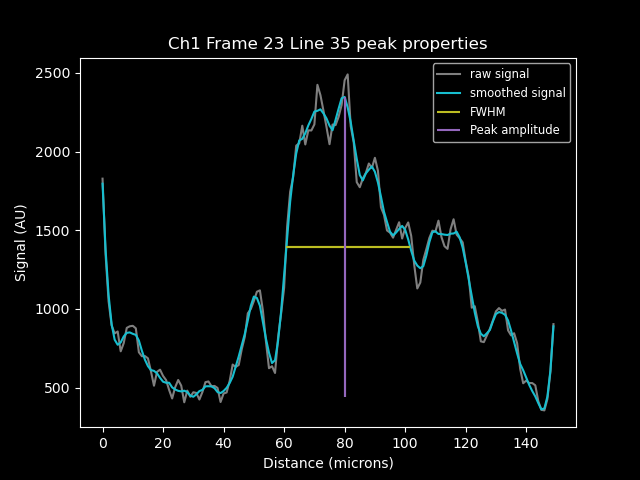 Ch1 Frame 23 Line 35 peak properties
raw signal
smoothed signal
FWHM
Peak amplitude
2500
2000
1500
1000
500
Signal (AU)
0 20 40 60 80 100 120 140
Distance (microns)